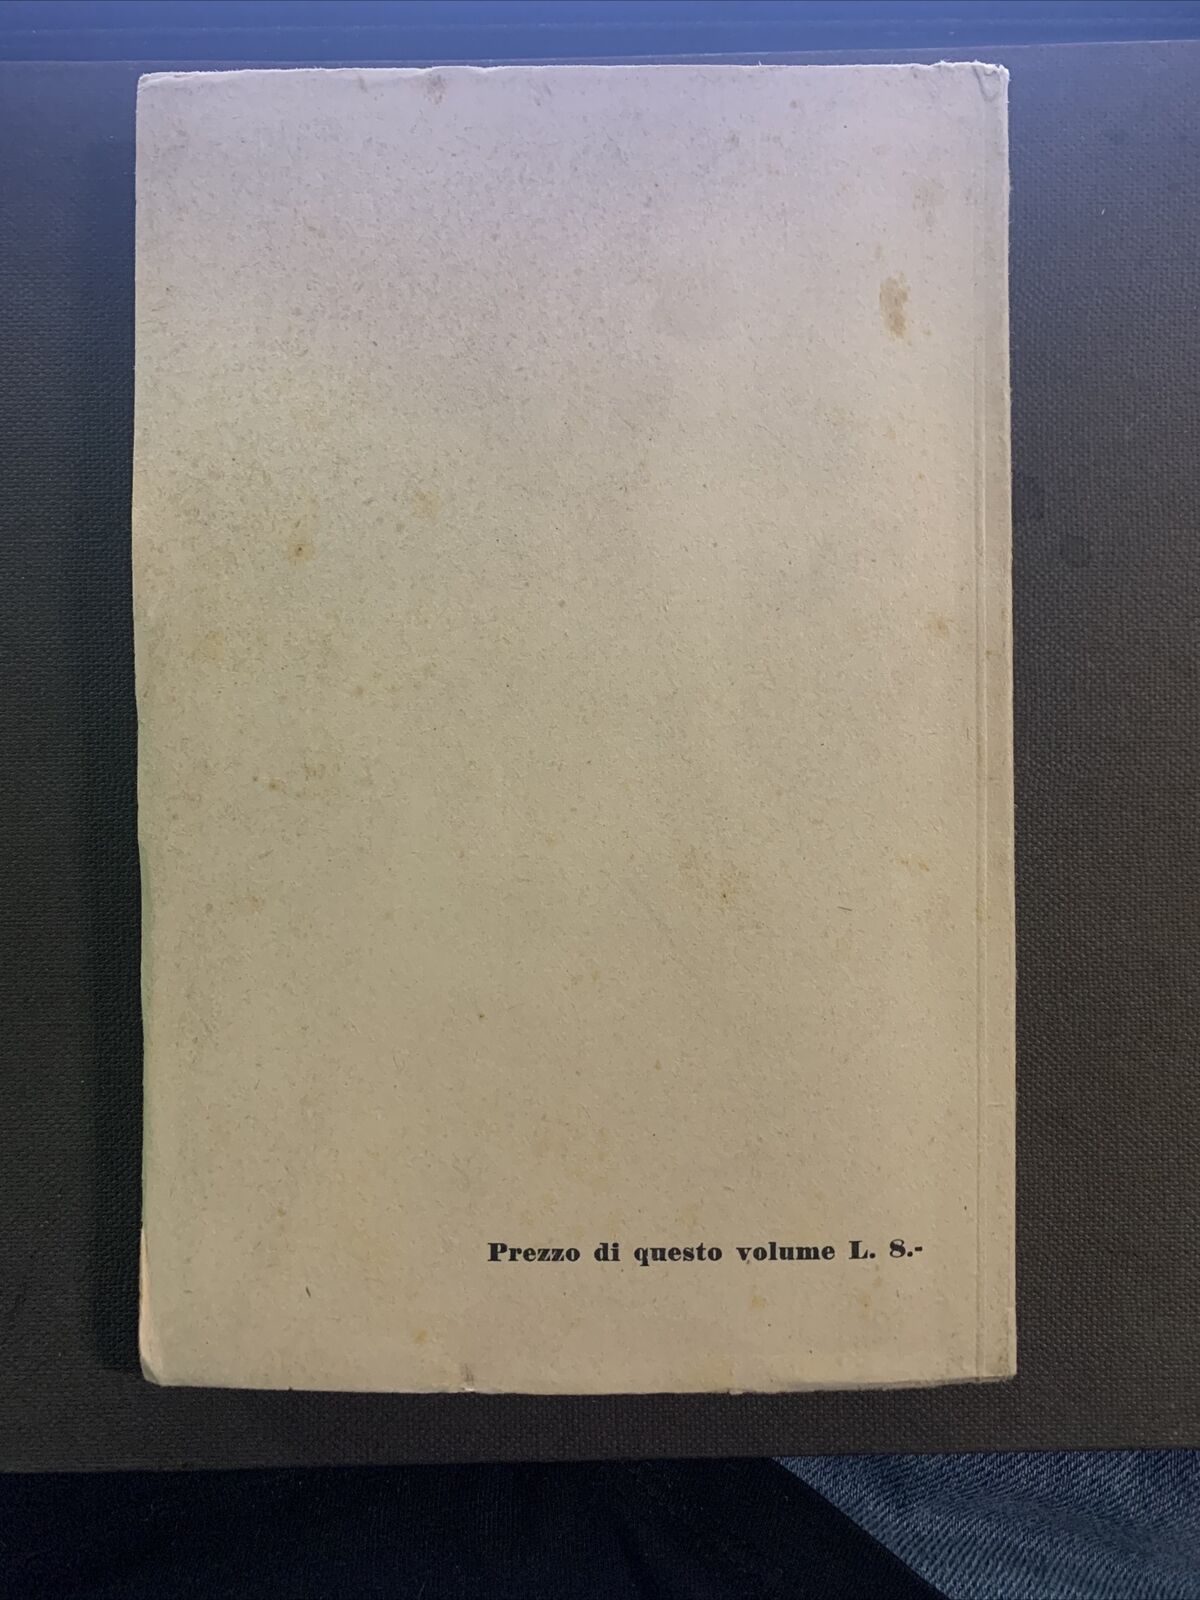 Prezzo di questo volume L. 8.-